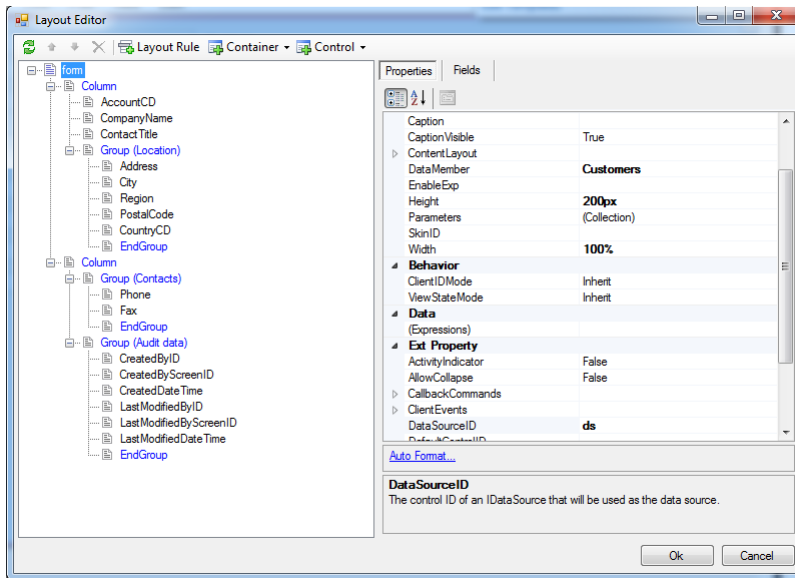 Layout Editor
Layout Rule Container Control
form
Column
AccountCD
CompanyName
ContactTitle
Group (Location)
Address
City
Region
PostalCode
CountryCD
EndGroup
Column
Group (Contacts)
Phone
Fax
EndGroup
Group (Audit data)
CreatedByID
CreatedByScreenID
CreatedDateTime
LastModifiedByID
LastModifiedByScreenID
LastModifiedDateTime
EndGroup
Properties Fields
Caption
CaptionVisible True
ContentLayout
DataMember Customers
EnableExp
Height 200px
Parameters (Collection)
SkinID
Width 100%
Behavior
ClientIDMode Inherit
ViewStateMode Inherit
Data
(Expressions)
Ext Property
ActivityIndicator False
AllowCollapse False
CallbackCommands
ClientEvents
DataSourceID ds
DefaultControlID
Auto Format...
DataSourceID
The control ID of an IDataSource that will be used as the data source.
Ok Cancel